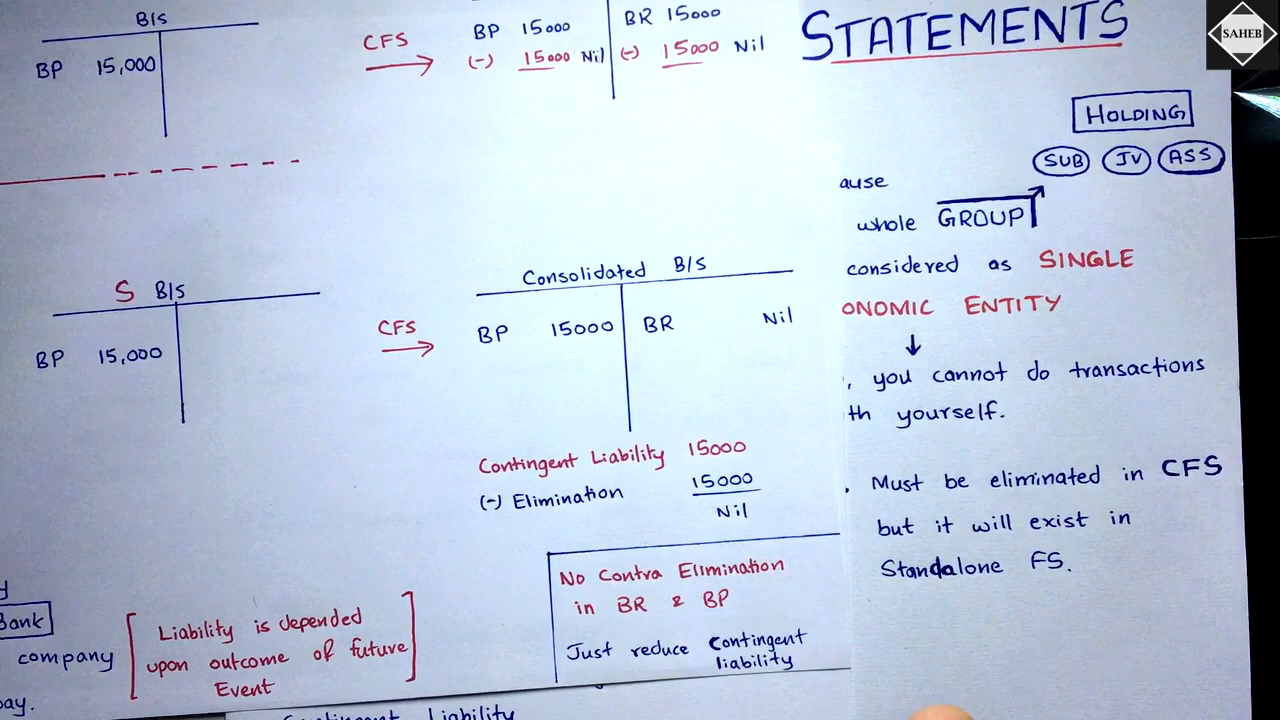 B/S
BP 15,000
CFS
BP 15000
(-) 15000 Nil
BR 15000
(-) 15000 Nil
STATEMENTS
SAHEB
HOLDING
SUB JV ASS
ause
whole GROUP
considered as SINGLE
ONOMIC ENTITY
, you cannot do transactions
th yourself.
. Must be eliminated in CFS
but it will exist in
Standalone FS.
S B/S
BP 15,000
CFS
Consolidated B/S
BP 15000 BR Nil
Contingent Liability 15000
(-) Elimination 15000
Nil
No Contra Elimination
in BR & BP
Just reduce Contingent
liability
Bank
company
pay.
Liability is depended
upon outcome of future
Event
Contingent Liability